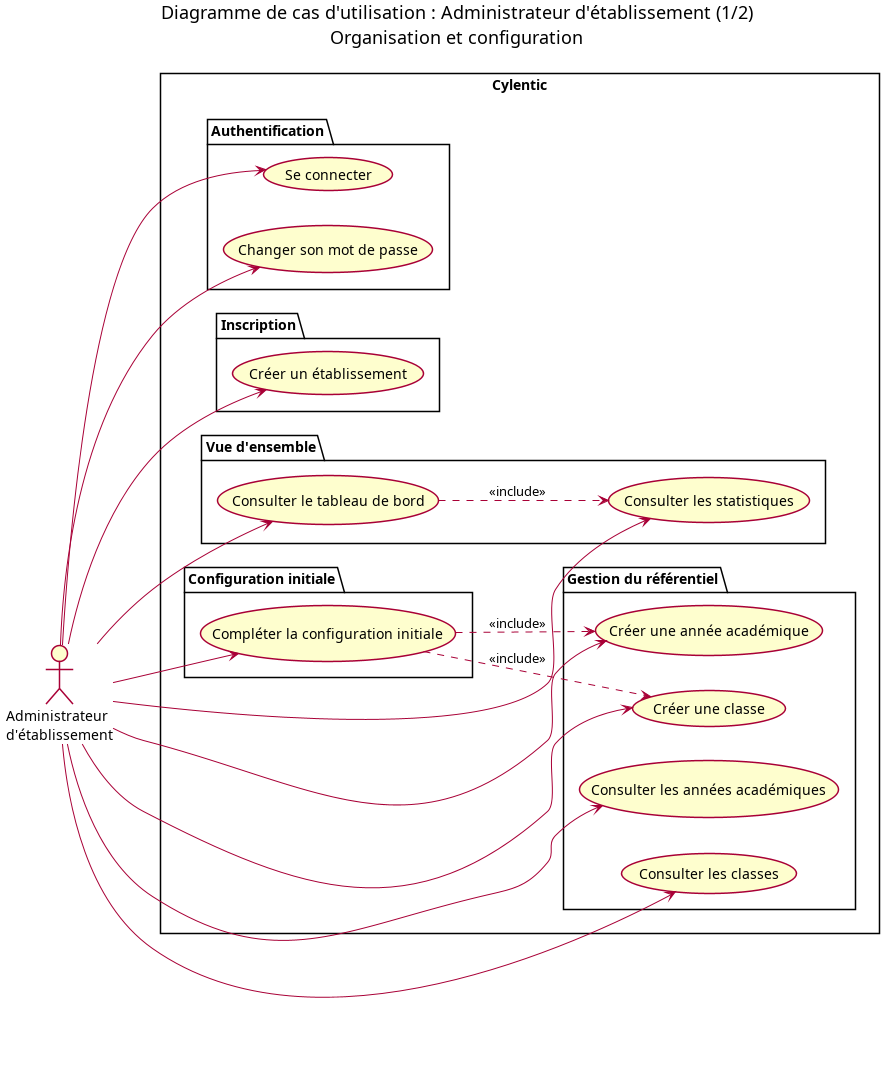 Diagramme de cas d'utilisation : Administrateur d'établissement (1/2)
Organisation et configuration
Cylentic
Authentification
Se connecter
Changer son mot de passe
Inscription
Créer un établissement
Vue d'ensemble
Consulter le tableau de bord
«include»
Consulter les statistiques
Configuration initiale
Compléter la configuration initiale
Gestion du référentiel
«include»
Créer une année académique
«include»
Créer une classe
Consulter les années académiques
Consulter les classes
Administrateur
d'établissement